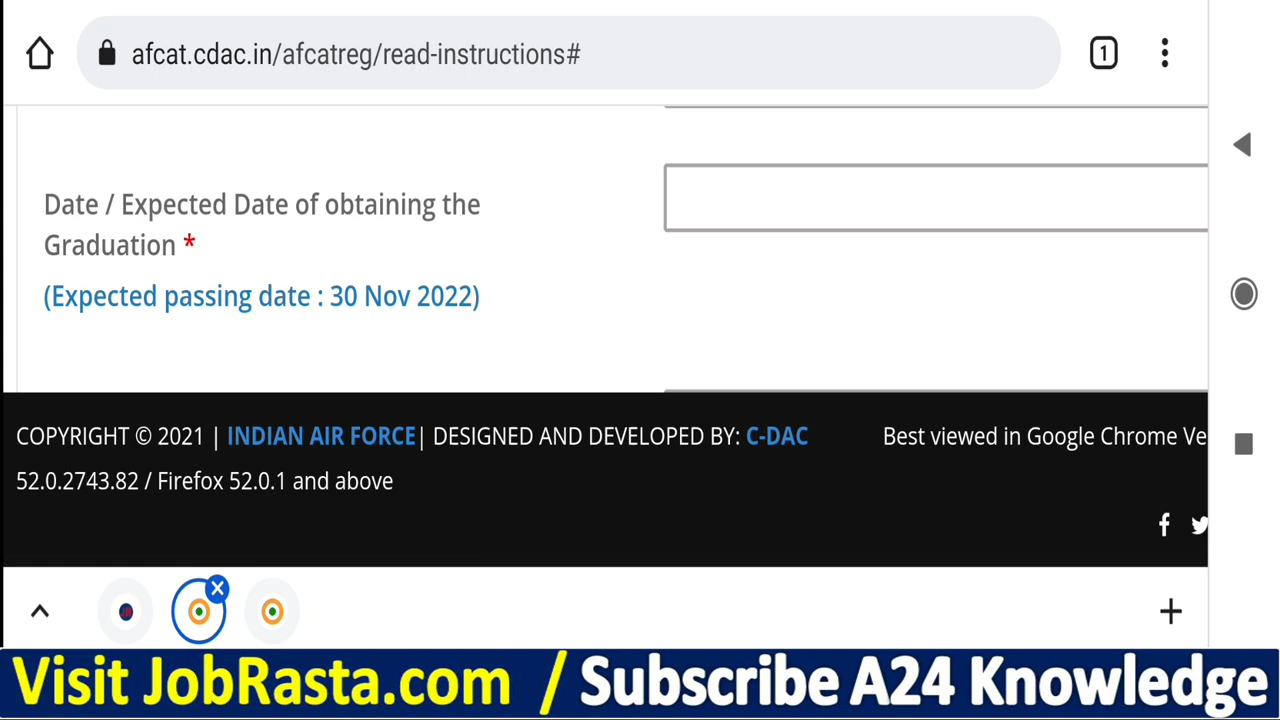 afcat.cdac.in/afcatreg/read-instructions#
1
Date / Expected Date of obtaining the
Graduation *
(Expected passing date : 30 Nov 2022)
COPYRIGHT © 2021 | INDIAN AIR FORCE| DESIGNED AND DEVELOPED BY: C-DAC Best viewed in Google Chrome Ve
52.0.2743.82 / Firefox 52.0.1 and above
Visit JobRasta.com / Subscribe A24 Knowledge